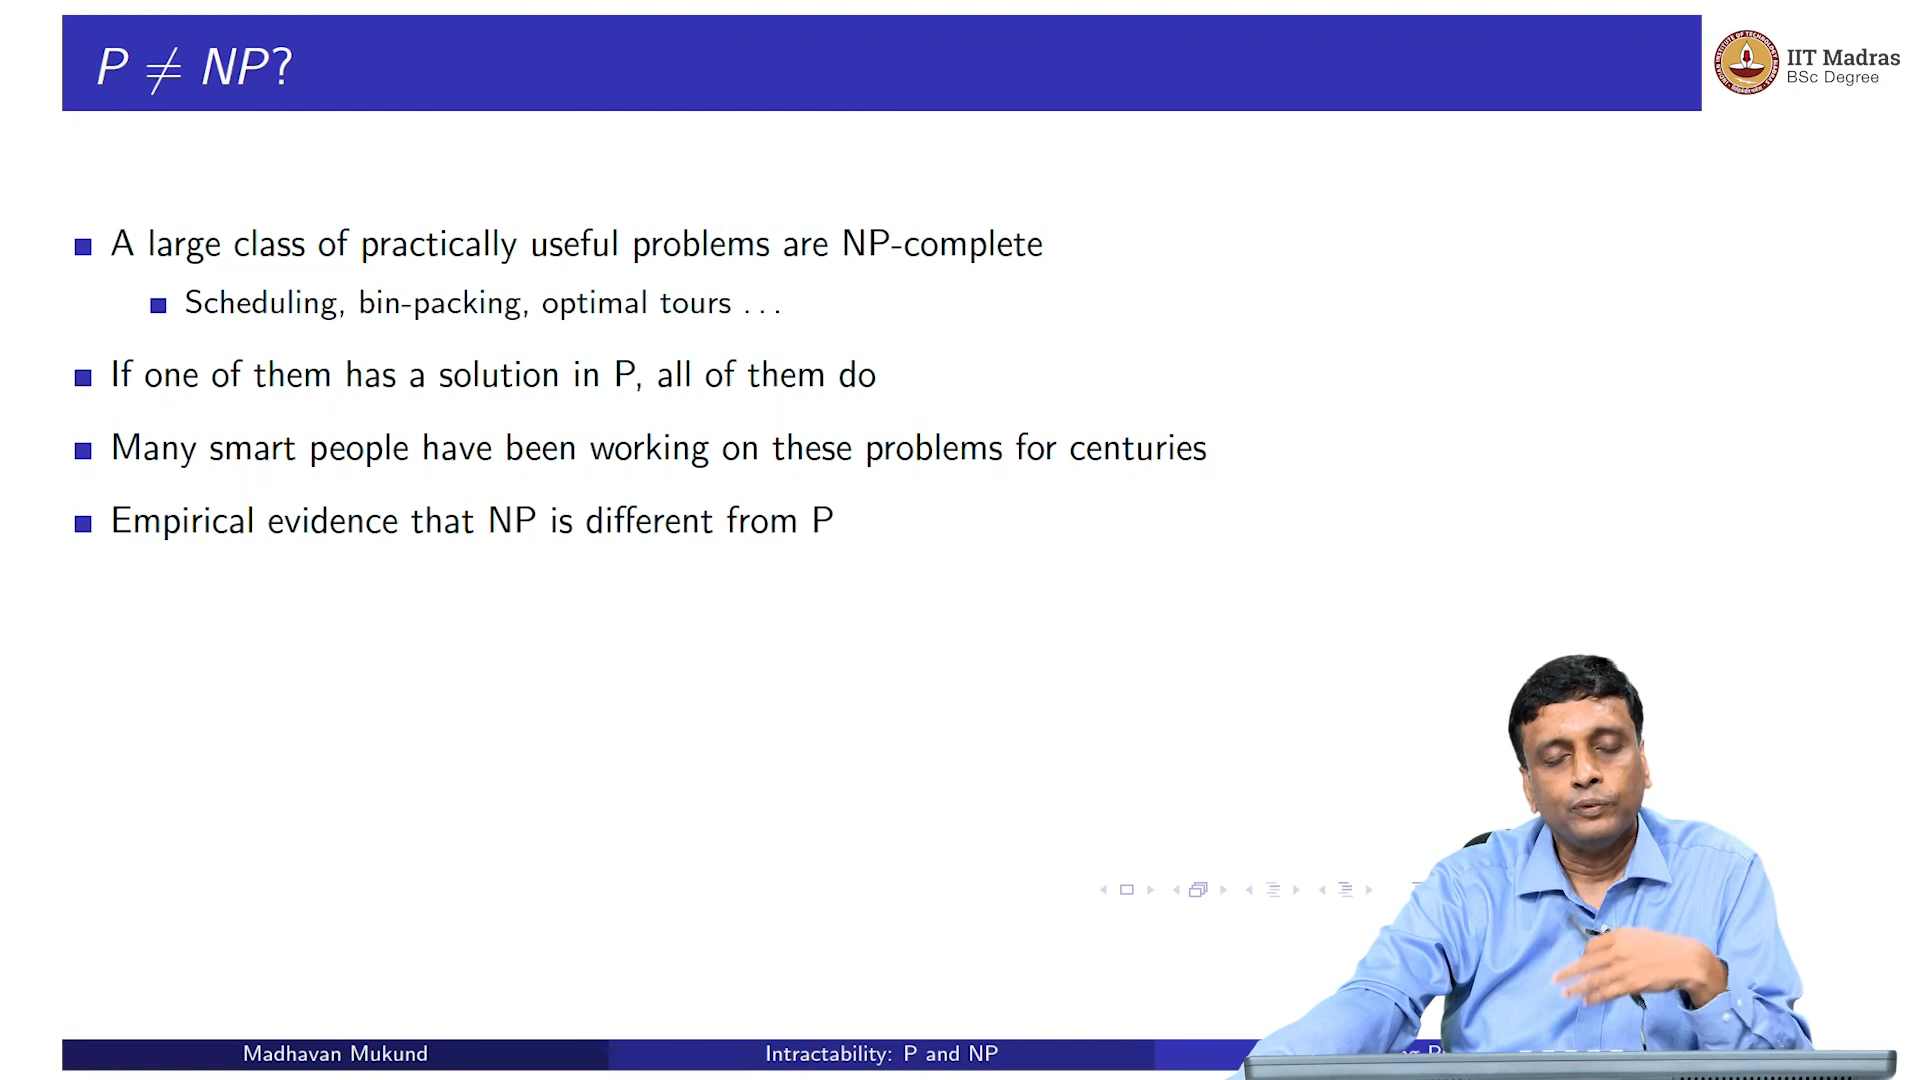 P ≠ NP?
IIT Madras
BSc Degree
A large class of practically useful problems are NP-complete
Scheduling, bin-packing, optimal tours . . .
If one of them has a solution in P, all of them do
Many smart people have been working on these problems for centuries
Empirical evidence that NP is different from P
Madhavan Mukund
Intractability: P and NP